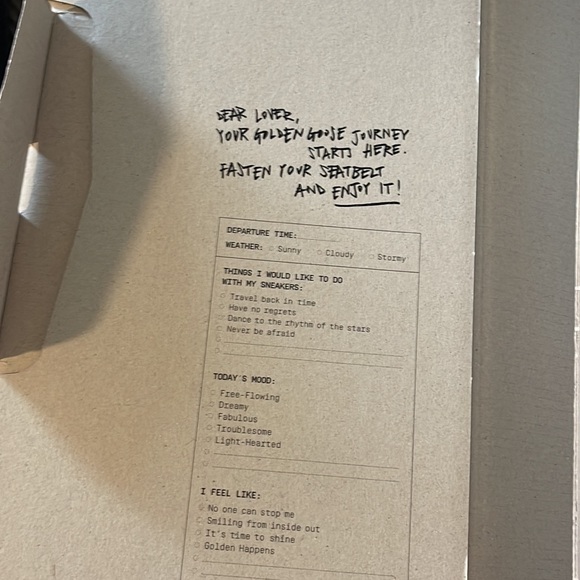 DEAR LOVER,
YOUR GOLDEN GOOSE JOURNEY
STARTS HERE.
FASTEN YOUR SEATBELT
AND ENJOY IT!
DEPARTURE TIME:
WEATHER: Sunny Cloudy Stormy
THINGS I WOULD LIKE TO DO
WITH MY SNEAKERS:
Travel back in time
Have no regrets
Dance to the rhythm of the stars
Never be afraid
TODAY'S MOOD:
Free-Flowing
Dreamy
Fabulous
Troublesome
Light-Hearted
I FEEL LIKE:
No one can stop me
Smiling from inside out
It's time to shine
Golden Happens